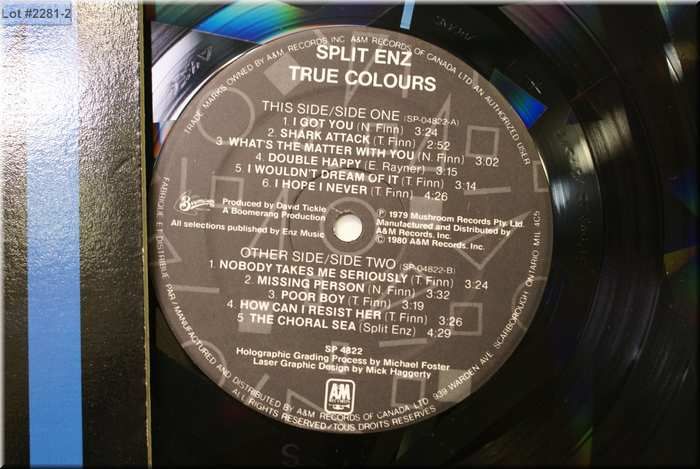 Lot #2281-2
SPLIT ENZ
TRUE COLOURS
THIS SIDE/SIDE ONE (SP-04822-A)
1. I GOT YOU (N. Finn) 3:24
2. SHARK ATTACK (T. Finn) 2:52
3. WHAT'S THE MATTER WITH YOU (N. Finn) 3.02
4. DOUBLE HAPPY (E. Rayner) 3:15
5. I WOULDN'T DREAM OF IT (T. Finn) 3:14
6. I HOPE I NEVER (T. Finn) 4:26
Produced by David Tickle
A Boomerang Production
All selections published by Enz Music
℗ 1979 Mushroom Records Pty. Ltd.
Manufactured and Distributed by
A&M Records, Inc.
© 1980 A&M Records, Inc.
OTHER SIDE/SIDE TWO (SP-04822-B)
1. NOBODY TAKES ME SERIOUSLY (T. Finn) 3:24
2. MISSING PERSON (N. Finn) 3:32
3. POOR BOY (T. Finn) 3:19
4. HOW CAN I RESIST HER (T. Finn) 3:26
5 THE CHORAL SEA (Split Enz) 4:29
SP 4822
Holographic Grading Process by Michael Foster
Laser Graphic Design by Mick Haggerty
A&M
RECORDS
TRADE MARKS OWNED BY A&M RECORDS INC. A&M RECORDS OF CANADA LTD AN AUTHORIZED USER
FABRIQUE ET DISTRIBUE PAR/MANUFACTURED AND DISTRIBUTED BY A&M RECORDS OF CANADA LTD. 939 WARDEN AVE. SCARBOROUGH ONTARIO M1L 4C5
ALL RIGHTS RESERVED/TOUS DROITS RESERVES